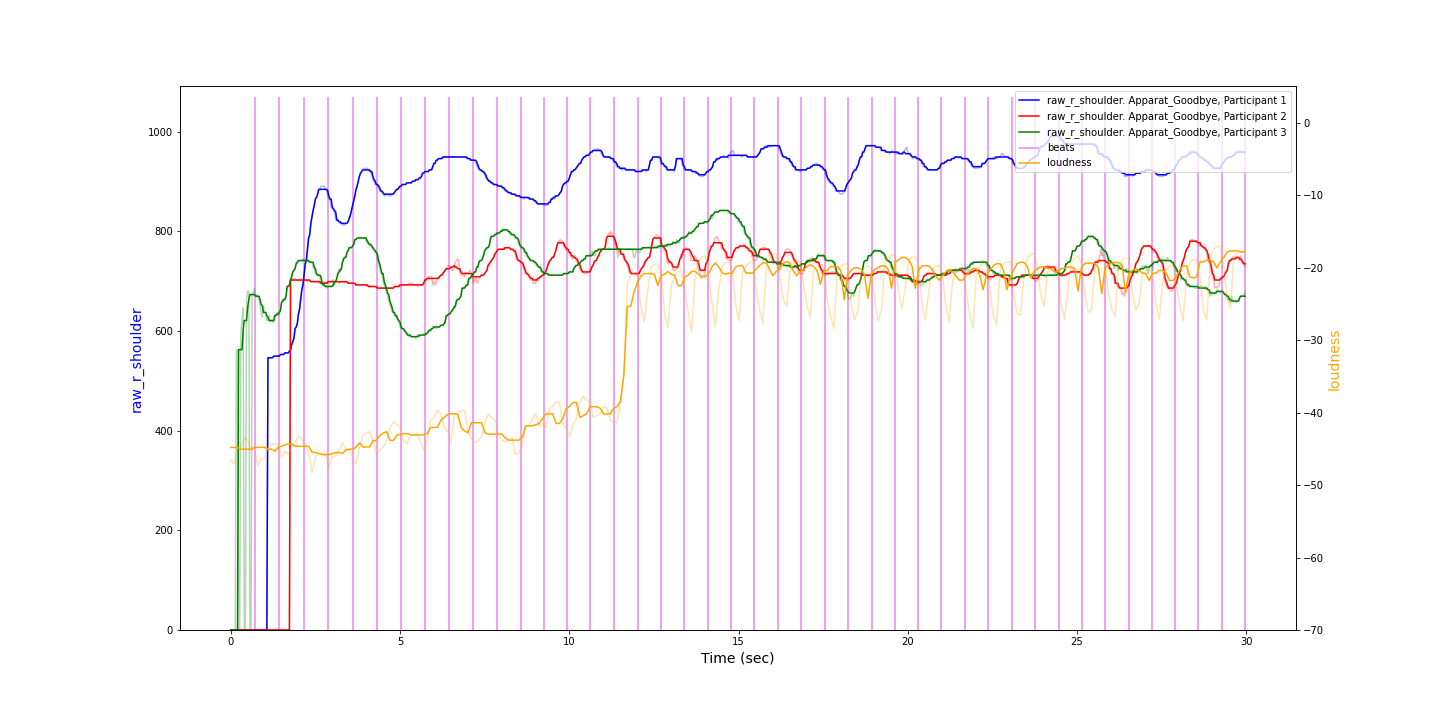 raw_r_shoulder. Apparat_Goodbye, Participant 1
raw_r_shoulder. Apparat_Goodbye, Participant 2
raw_r_shoulder. Apparat_Goodbye, Participant 3
beats
loudness
1000
800
600
400
200
0
raw_r_shoulder
0
−10
−20
−30
−40
−50
−60
−70
loudness
0 5 10 15 20 25 30
Time (sec)